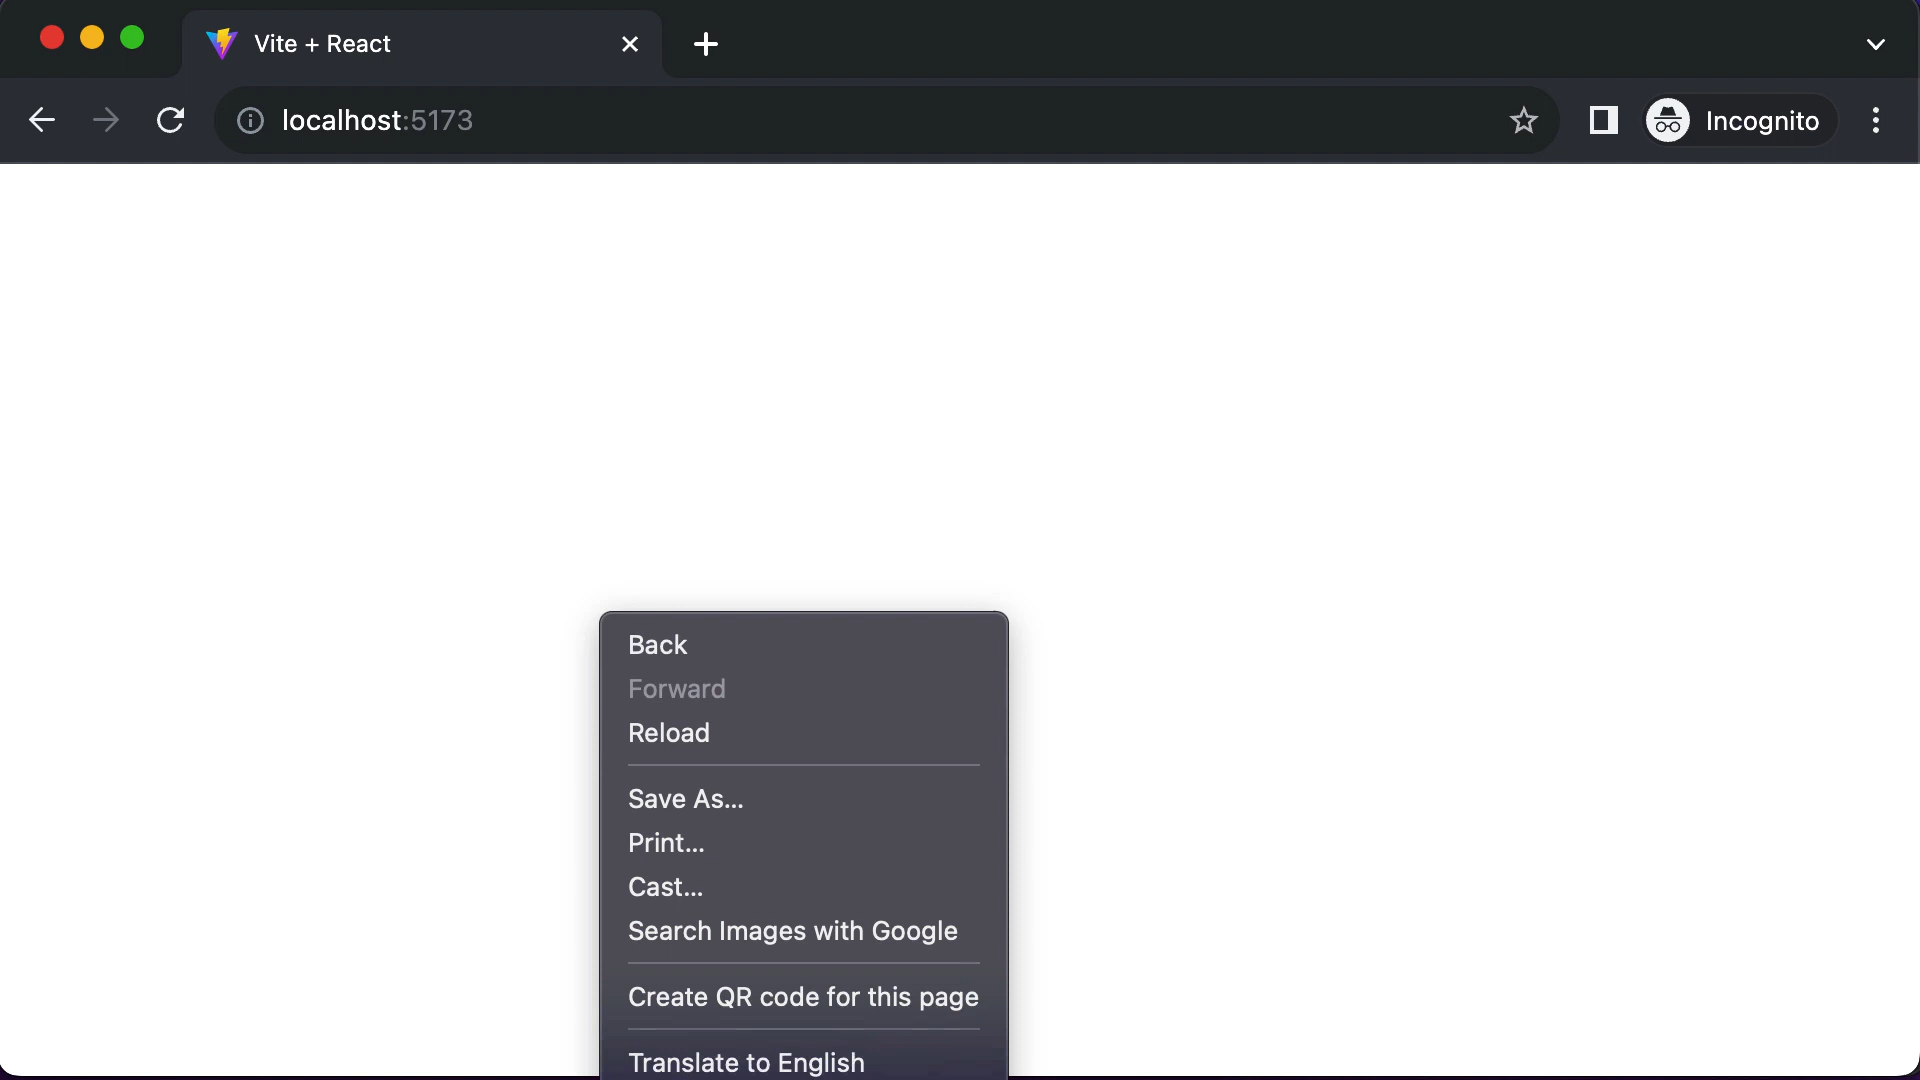 Vite + React
localhost:5173
Incognito
Back
Forward
Reload
Save As...
Print...
Cast...
Search Images with Google
Create QR code for this page
Translate to English